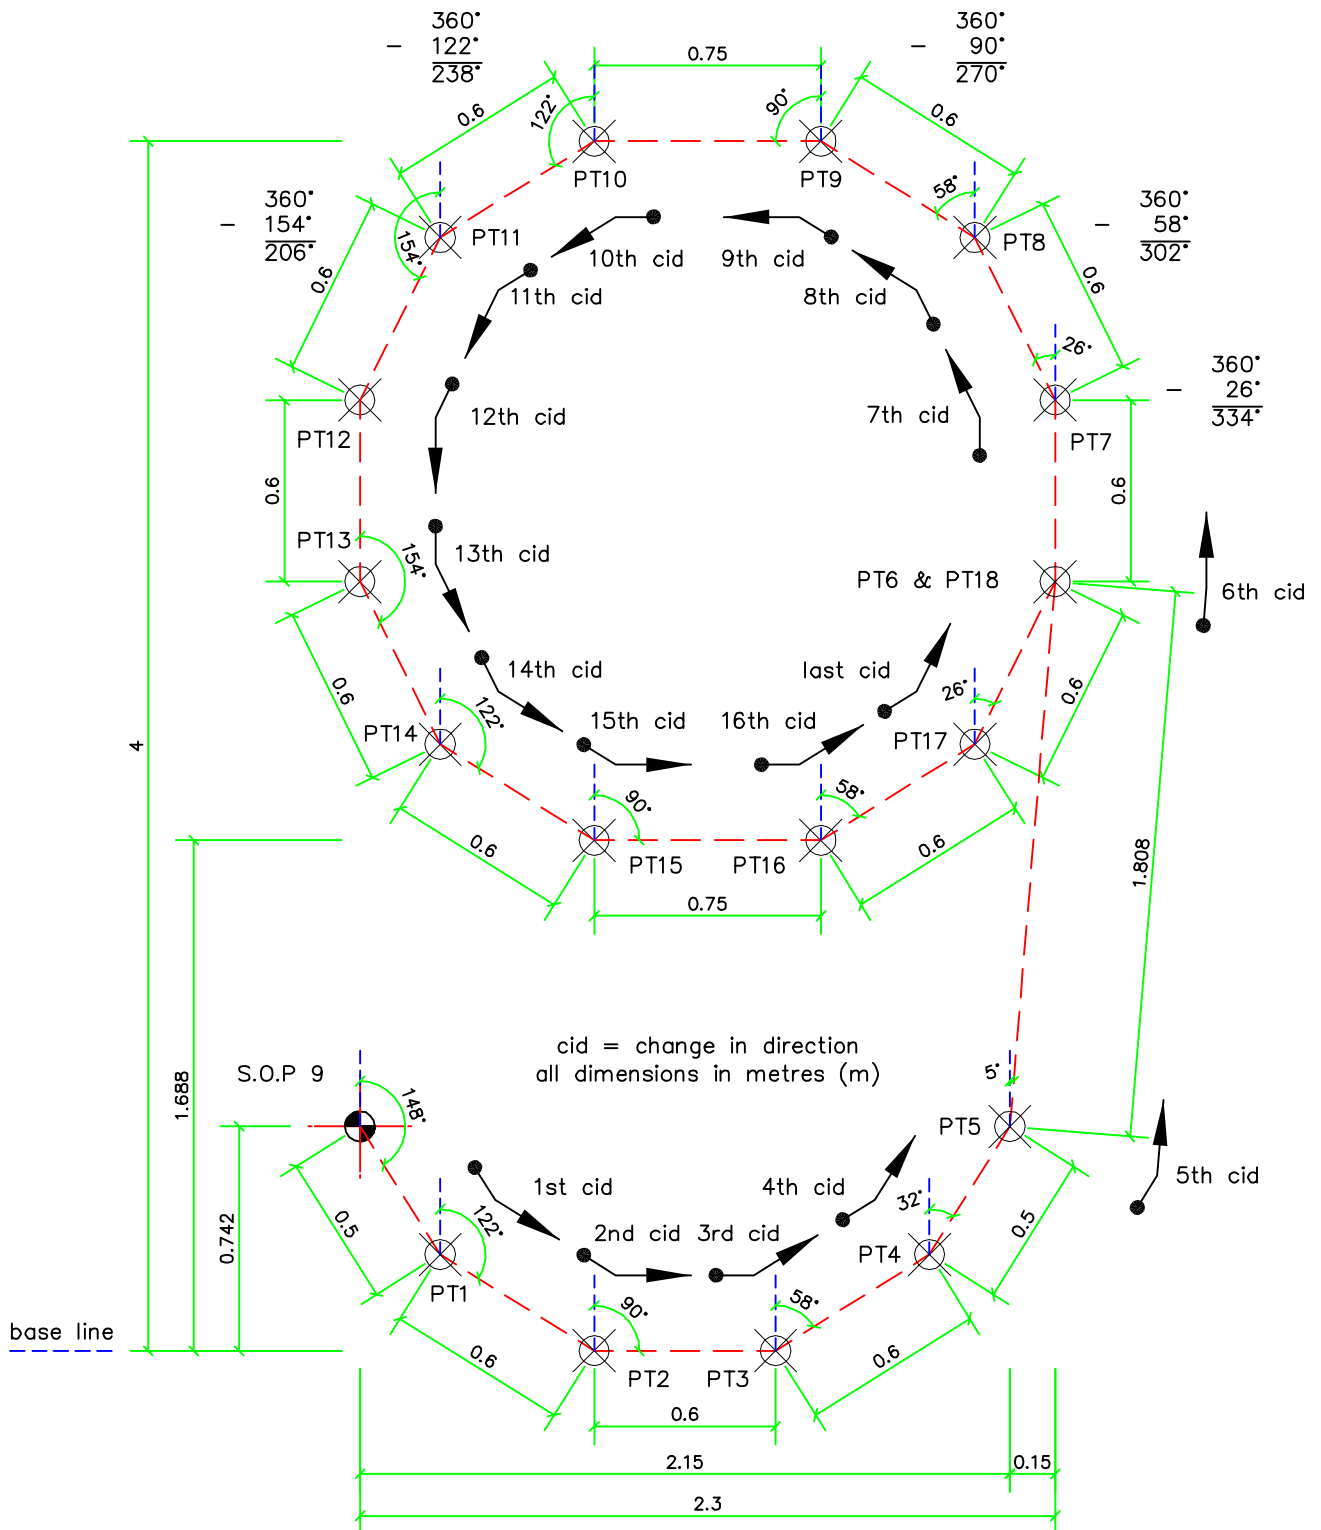 360°
- 122°
238°
360°
- 90°
270°
0.75
0.6
122°
90°
0.6
PT10
PT9
58°
360°
- 154°
206°
360°
- 58°
302°
154°
PT11
PT8
10th cid
9th cid
0.6
0.6
11th cid
8th cid
26°
360°
- 26°
334°
12th cid
7th cid
PT12
PT7
0.6
0.6
PT13
154°
13th cid
PT6 & PT18
6th cid
14th cid
last cid
0.6
26°
0.6
122°
15th cid
16th cid
PT14
PT17
4
90°
58°
0.6
0.6
PT15
PT16
1.808
0.75
cid = change in direction
all dimensions in metres (m)
S.O.P 9
5°
1.688
148°
PT5
1st cid
4th cid
5th cid
0.5
122°
32°
0.5
0.742
2nd cid
3rd cid
PT4
PT1
90°
58°
base line
0.6
0.6
PT2
PT3
0.6
2.15
0.15
2.3